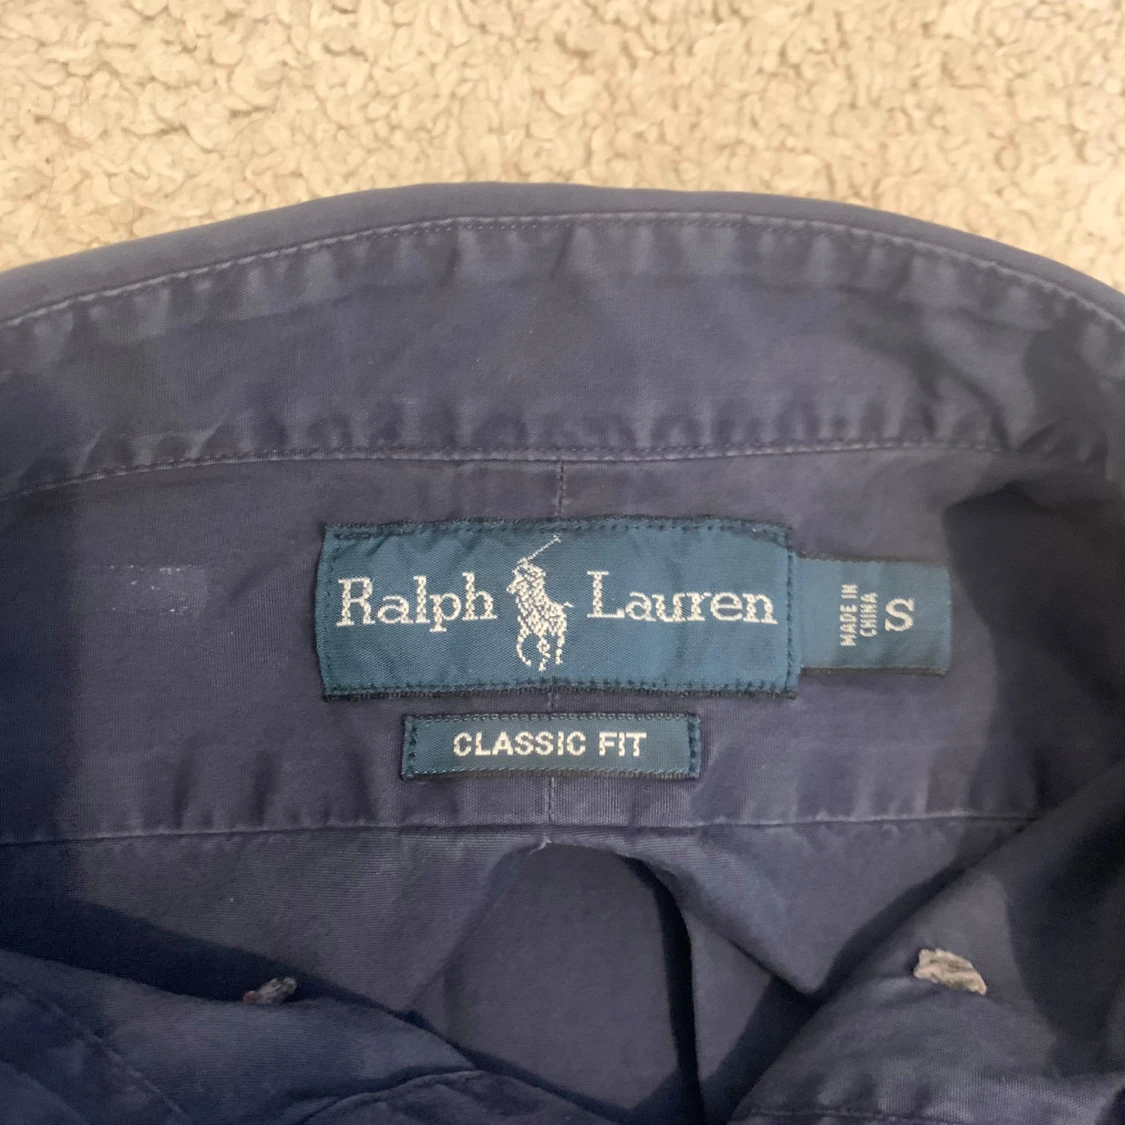 Ralph Lauren
MADE IN
CHINA
S
CLASSIC FIT